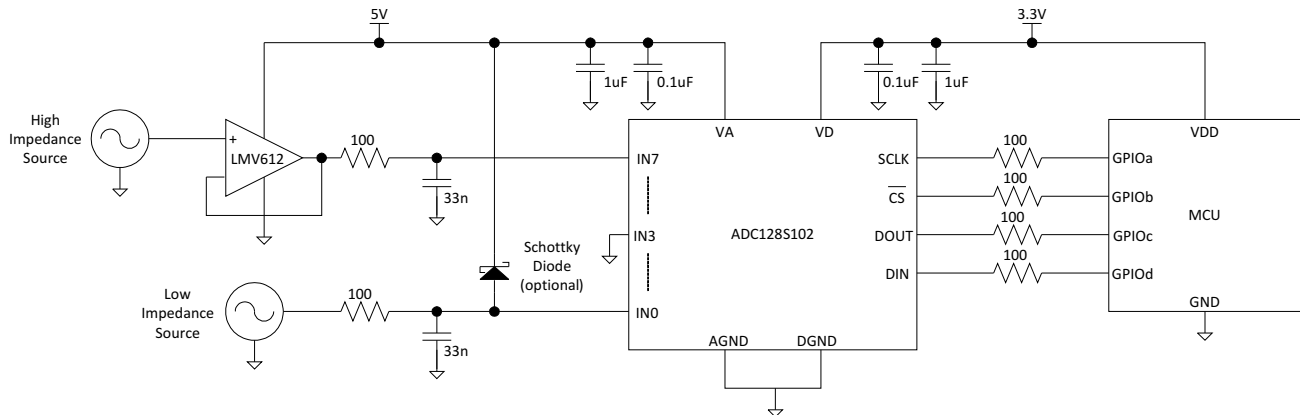 5V
3.3V
1uF
0.1uF
0.1uF
1uF
High
Impedance
Source
+
LMV612
100
33n
VA
VD
VDD
IN7
IN3
IN0
ADC128S102
SCLK
CS
DOUT
DIN
100
100
100
100
GPIOa
GPIOb
GPIOc
GPIOd
MCU
GND
Schottky
Diode
(optional)
Low
Impedance
Source
100
33n
AGND
DGND